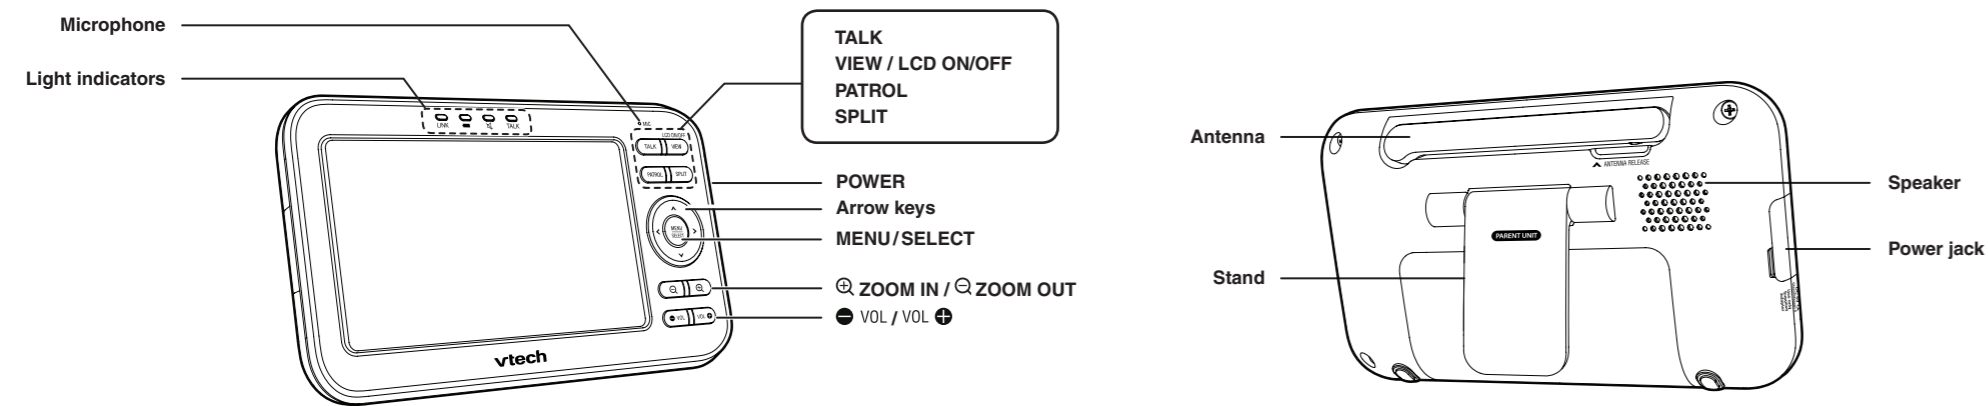 Microphone
Light indicators
TALK
VIEW / LCD ON/OFF
PATROL
SPLIT
LINK
TALK
MIC
LCD ON/OFF
TALK
VIEW
PATROL
SPLIT
MENU
SELECT
VOL
VOL
vtech
POWER
Arrow keys
MENU/SELECT
ZOOM IN / ZOOM OUT
VOL / VOL
Antenna
ANTENNA RELEASE
PARENT UNIT
Stand
Speaker
Power jack